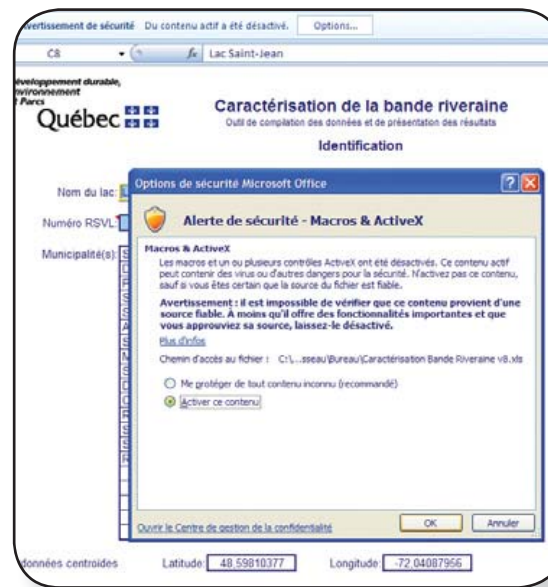 Avertissement de sécurité Du contenu actif a été désactivé. Options...
C8 fx Lac Saint-Jean
Développement durable,
Environnement
et Parcs
Québec
Caractérisation de la bande riveraine
Outil de compilation des données et de présentation des résultats
Identification
Nom du lac:
Numéro RSVL:
Municipalité(s):
Options de sécurité Microsoft Office
Alerte de sécurité - Macros & ActiveX
Macros & ActiveX
Les macros et un ou plusieurs contrôles ActiveX ont été désactivés. Ce contenu actif
peut contenir des virus ou d'autres dangers pour la sécurité. N'activez pas ce contenu,
sauf si vous êtes certain que la source du fichier est fiable.
Avertissement : il est impossible de vérifier que ce contenu provient d'une
source fiable. À moins qu'il offre des fonctionnalités importantes et que
vous approuviez sa source, laissez-le désactivé.
Plus d'infos
Chemin d'accès au fichier : C:\...sseau\Bureau\Caractérisation Bande Riveraine v8.xls
Me protéger de tout contenu inconnu (recommandé)
Activer ce contenu
Ouvrir le Centre de gestion de la confidentialité
OK Annuler
données centroides Latitude: 48,59810377 Longitude: -72,04087956